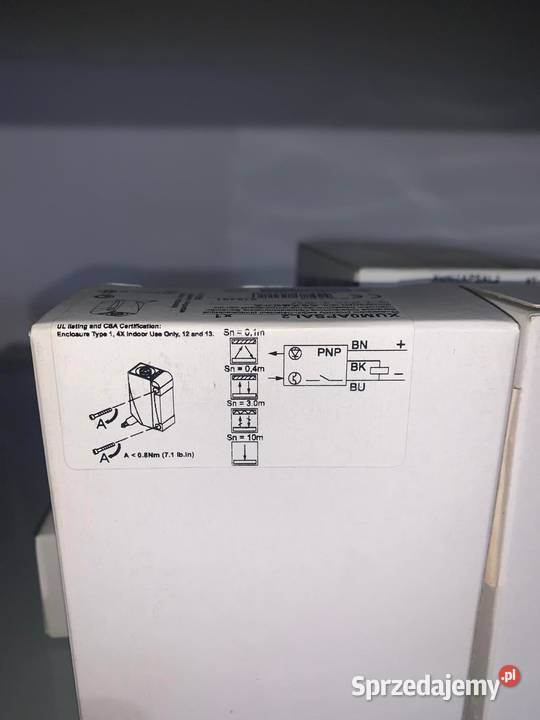 XUM0APSAL2
x1
UL listing and CSA Certification:
Enclosure Type 1, 4X Indoor Use Only, 12 and 13.
Sn = 0,1m
Sn = 0,4m
Sn = 3.0m
Sn = 10m
PNP
BN +
BK
BU −
A
A
A < 0.8Nm (7.1 lb.in)
Sprzedajemy.pl